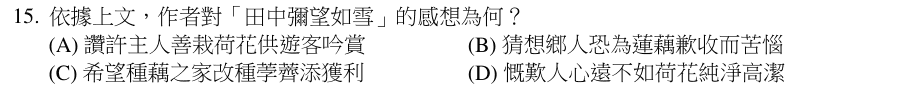 15. 依據上文，作者對「田中彌望如雪」的感想為何？
(A) 讚許主人善栽荷花供遊客吟賞 (B) 猜想鄉人恐為蓮藕歉收而苦惱
(C) 希望種藕之家改種荸薺添獲利 (D) 慨歎人心遠不如荷花純淨高潔